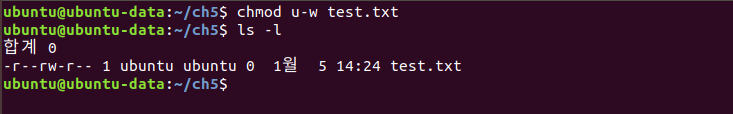 ubuntu@ubuntu-data:~/ch5$ chmod u-w test.txt
ubuntu@ubuntu-data:~/ch5$ ls -l
합계 0
-r--rw-r-- 1 ubuntu ubuntu 0  1월  5 14:24 test.txt
ubuntu@ubuntu-data:~/ch5$